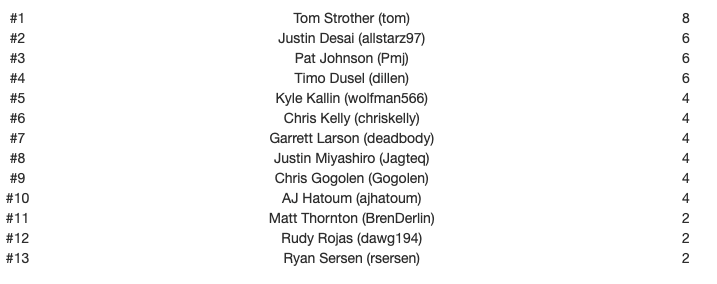 #1 Tom Strother (tom) 8
#2 Justin Desai (allstarz97) 6
#3 Pat Johnson (Pmj) 6
#4 Timo Dusel (dillen) 6
#5 Kyle Kallin (wolfman566) 4
#6 Chris Kelly (chriskelly) 4
#7 Garrett Larson (deadbody) 4
#8 Justin Miyashiro (Jagteq) 4
#9 Chris Gogolen (Gogolen) 4
#10 AJ Hatoum (ajhatoum) 4
#11 Matt Thornton (BrenDerlin) 2
#12 Rudy Rojas (dawg194) 2
#13 Ryan Sersen (rsersen) 2